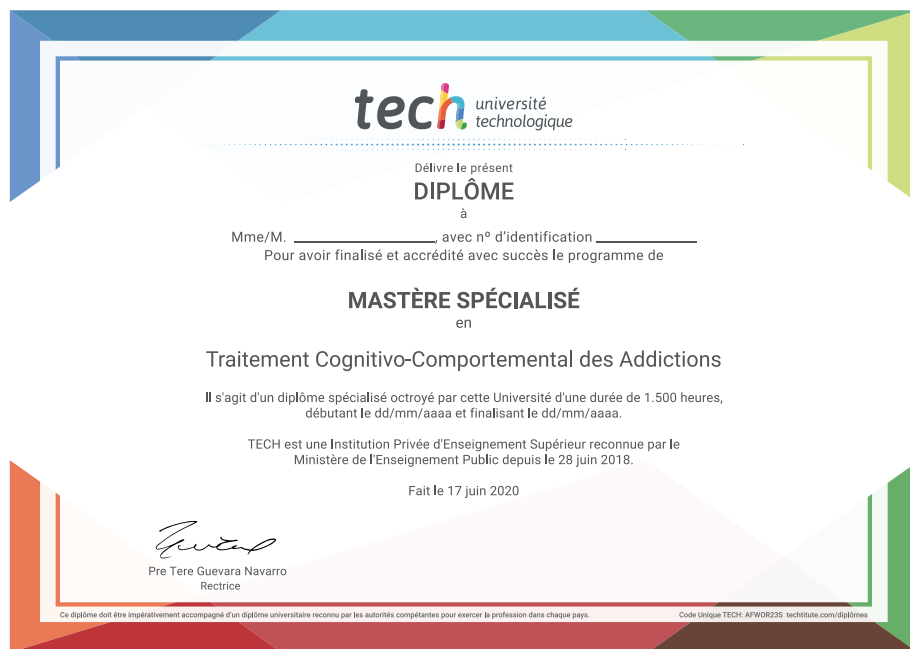 tech université
technologique
Délivre le présent
DIPLÔME
à
Mme/M. ________________, avec nº d'identification ____________
Pour avoir finalisé et accrédité avec succès le programme de
MASTÈRE SPÉCIALISÉ
en
Traitement Cognitivo-Comportemental des Addictions
Il s'agit d'un diplôme spécialisé octroyé par cette Université d'une durée de 1.500 heures,
débutant le dd/mm/aaaa et finalisant le dd/mm/aaaa.
TECH est une Institution Privée d'Enseignement Supérieur reconnue par le
Ministère de l'Enseignement Public depuis le 28 juin 2018.
Fait le 17 juin 2020
Pre Tere Guevara Navarro
Rectrice
Ce diplôme doit être impérativement accompagné d'un diplôme universitaire reconnu par les autorités compétantes pour exercer la profession dans chaque pays.
Code Unique TECH: AFWOR23S techtitute.com/diplômes